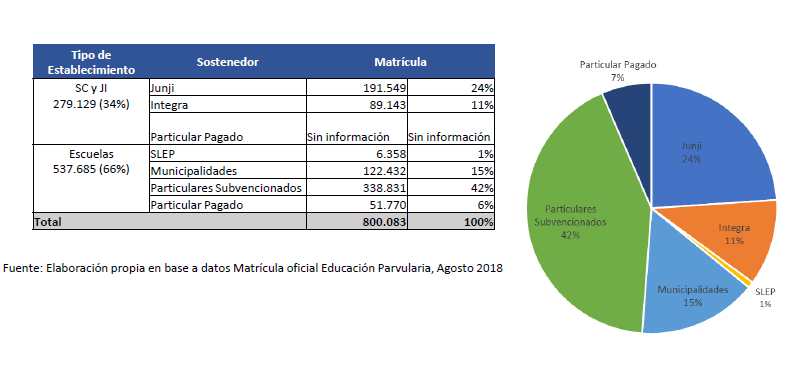 Tipo de
Establecimiento
Sostenedor
Matrícula
SC y JI
279.129 (34%)
Junji 191.549 24%
Integra 89.143 11%
Particular Pagado Sin información Sin información
Escuelas
537.685 (66%)
SLEP 6.358 1%
Municipalidades 122.432 15%
Particulares Subvencionados 338.831 42%
Particular Pagado 51.770 6%
Total 800.083 100%
Fuente: Elaboración propia en base a datos Matrícula oficial Educación Parvularia, Agosto 2018
Particular Pagado
7%
Junji
24%
Integra
11%
SLEP
1%
Municipalidades
15%
Particulares
Subvencionados
42%